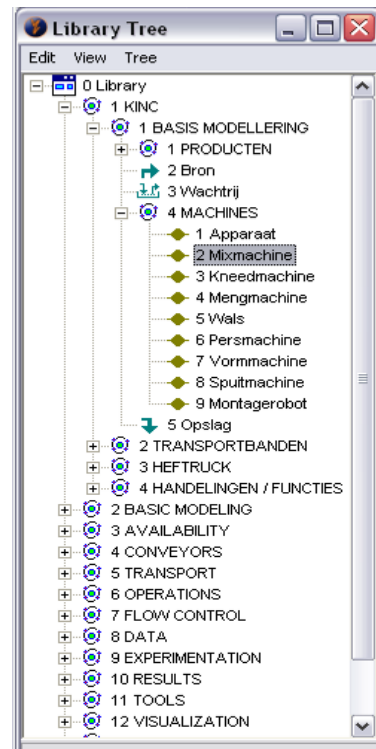 Library Tree
Edit View Tree
0 Library
1 KINC
1 BASIS MODELLERING
1 PRODUCTEN
2 Bron
3 Wachtrij
4 MACHINES
1 Apparaat
2 Mixmachine
3 Kneedmachine
4 Mengmachine
5 Wals
6 Persmachine
7 Vormmachine
8 Spuitmachine
9 Montagerobot
5 Opslag
2 TRANSPORTBANDEN
3 HEFTRUCK
4 HANDELINGEN / FUNCTIES
2 BASIC MODELING
3 AVAILABILITY
4 CONVEYORS
5 TRANSPORT
6 OPERATIONS
7 FLOW CONTROL
8 DATA
9 EXPERIMENTATION
10 RESULTS
11 TOOLS
12 VISUALIZATION